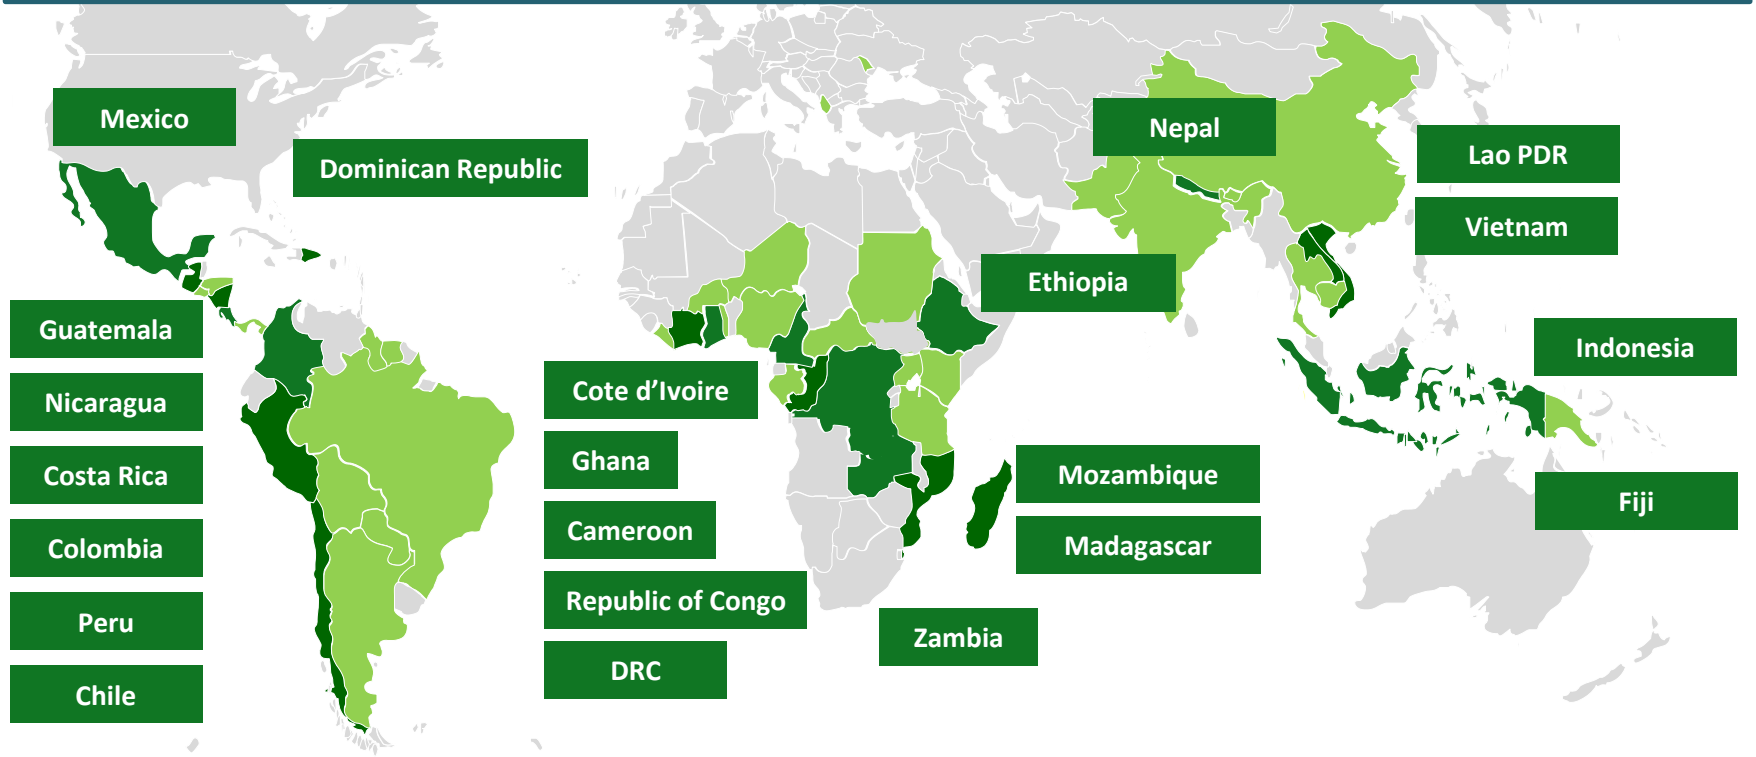 Mexico
Dominican Republic
Nepal
Lao PDR
Vietnam
Ethiopia
Guatemala
Nicaragua
Costa Rica
Colombia
Peru
Chile
Cote d’Ivoire
Ghana
Cameroon
Republic of Congo
DRC
Mozambique
Madagascar
Zambia
Indonesia
Fiji